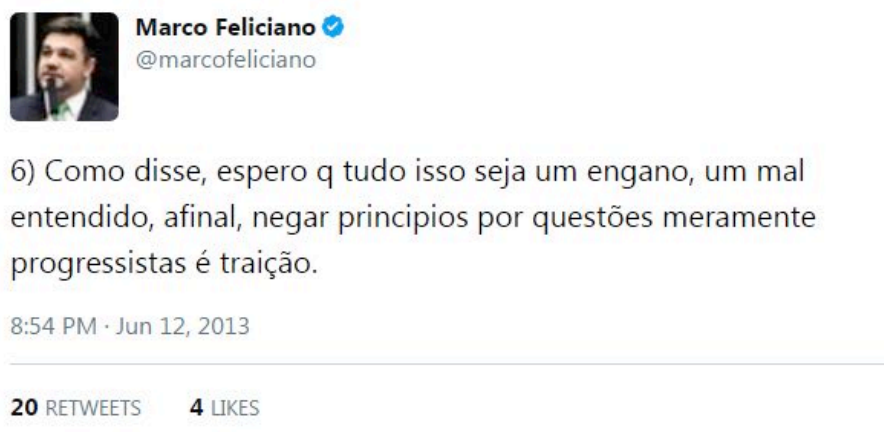 Marco Feliciano
@marcofeliciano
6) Como disse, espero q tudo isso seja um engano, um mal
entendido, afinal, negar principios por questões meramente
progressistas é traição.
8:54 PM · Jun 12, 2013
20 RETWEETS 4 LIKES